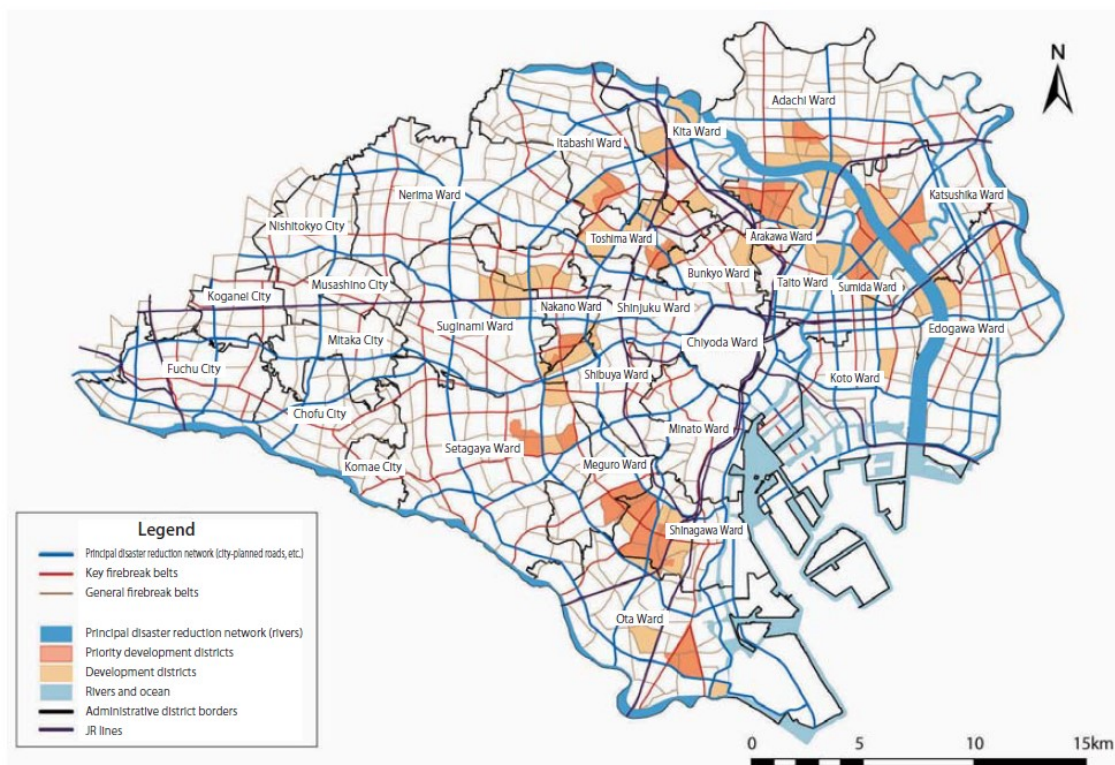 N
Adachi Ward
Kita Ward
Itabashi Ward
Katsushika Ward
Nerima Ward
Nishitokyo City
Toshima Ward
Arakawa Ward
Bunkyo Ward
Taito Ward
Sumida Ward
Musashino City
Koganei City
Nakano Ward
Shinjuku Ward
Suginami Ward
Edogawa Ward
Mitaka City
Chiyoda Ward
Fuchu City
Shibuya Ward
Koto Ward
Chofu City
Minato Ward
Setagaya Ward
Komae City
Meguro Ward
Shinagawa Ward
Ota Ward
Legend
Principal disaster reduction network (city-planned roads, etc.)
Key firebreak belts
General firebreak belts
Principal disaster reduction network (rivers)
Priority development districts
Development districts
Rivers and ocean
Administrative district borders
JR lines
0 5 10 15km